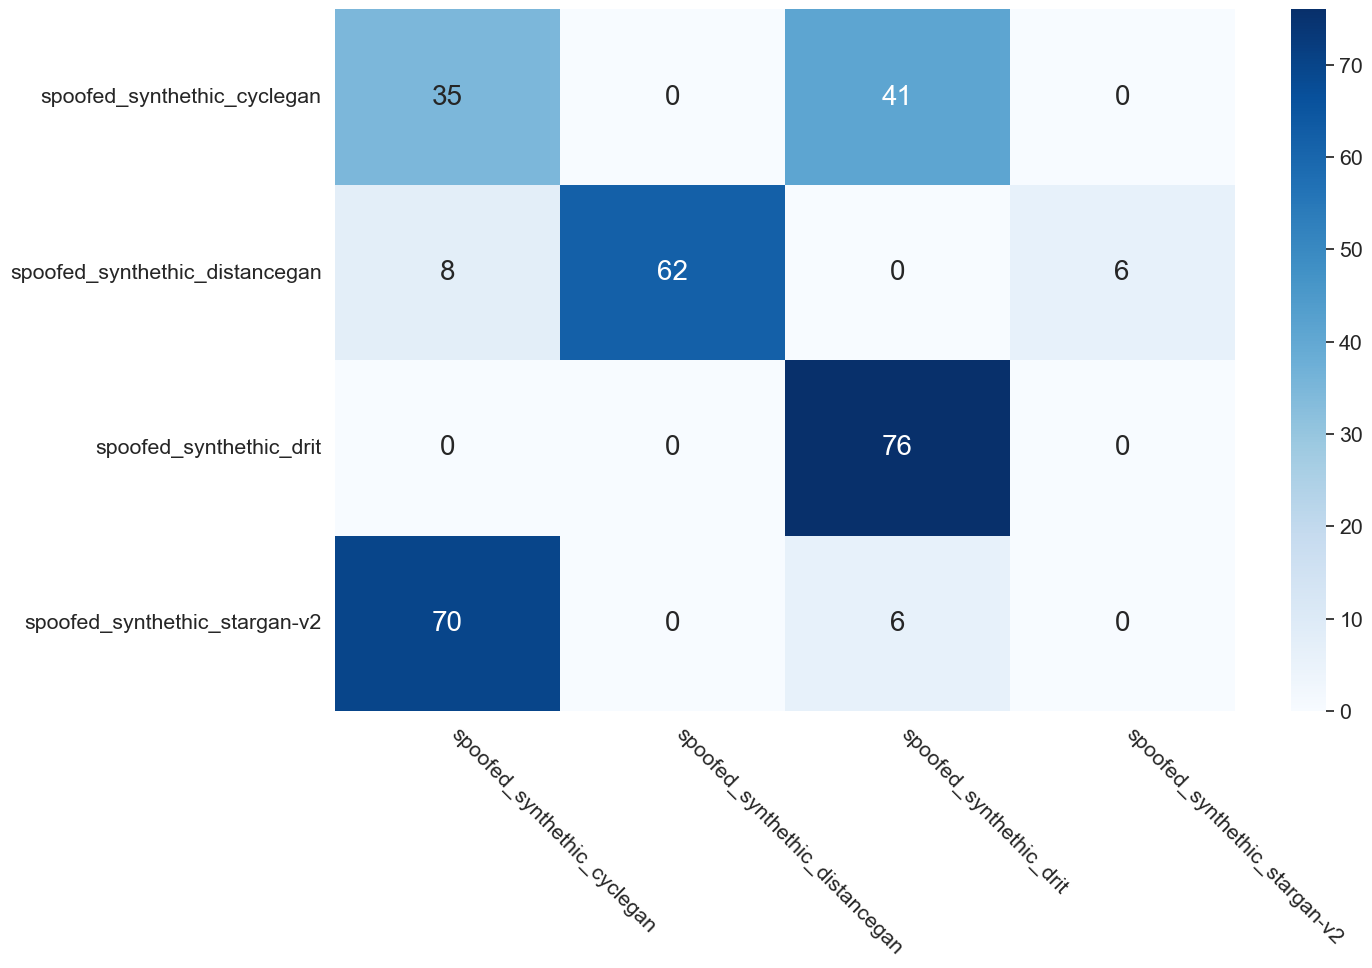 spoofed_synthethic_cyclegan 35 0 41 0
spoofed_synthethic_distancegan 8 62 0 6
spoofed_synthethic_drit 0 0 76 0
spoofed_synthethic_stargan-v2 70 0 6 0
spoofed_synthethic_cyclegan
spoofed_synthethic_distancegan
spoofed_synthethic_drit
spoofed_synthethic_stargan-v2
70
60
50
40
30
20
10
0